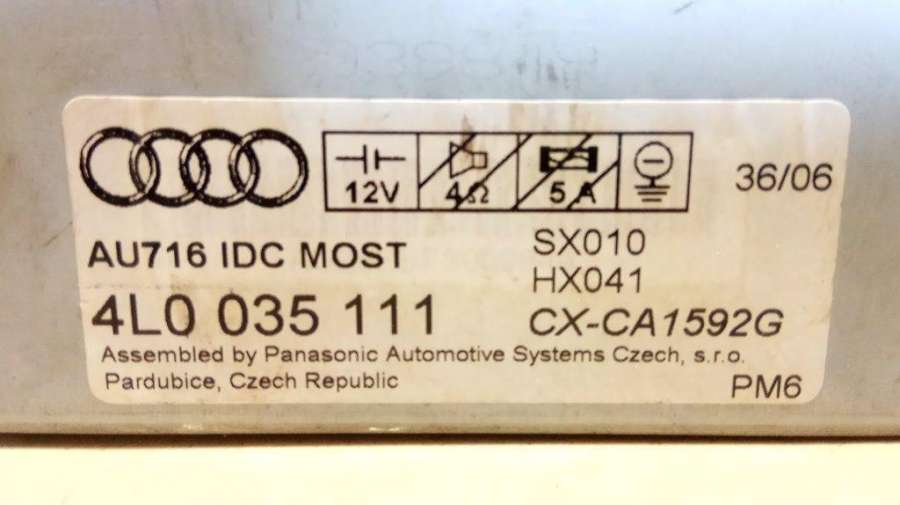 12V
4Ω
5 A
36/06
AU716 IDC MOST
SX010
HX041
4L0 035 111
CX-CA1592G
Assembled by Panasonic Automotive Systems Czech, s.r.o.
Pardubice, Czech Republic
PM6